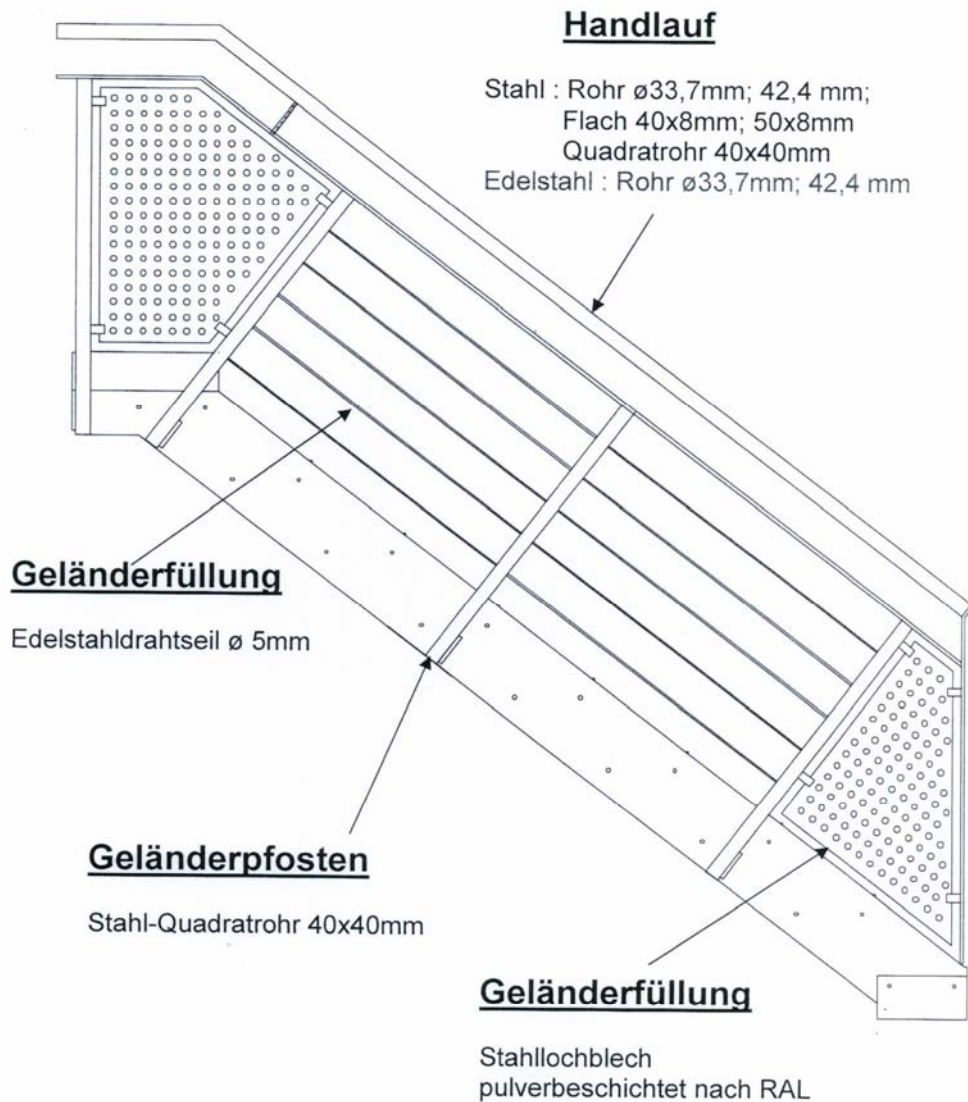 Handlauf
Stahl : Rohr ø33,7mm; 42,4 mm;
Flach 40x8mm; 50x8mm
Quadratrohr 40x40mm
Edelstahl : Rohr ø33,7mm; 42,4 mm
Geländerfüllung
Edelstahldrahtseil ø 5mm
Geländerpfosten
Stahl-Quadratrohr 40x40mm
Geländerfüllung
Stahllochblech
pulverbeschichtet nach RAL